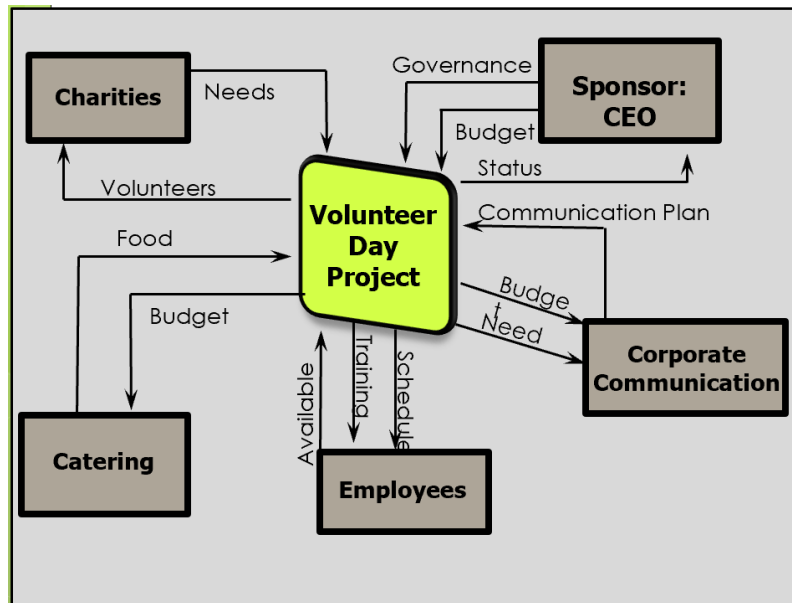 Governance
Charities
Needs
Sponsor:
CEO
Budget
Status
Volunteers
Volunteer
Day
Project
Communication Plan
Food
Budget
Budge
t
Need
Training
Schedule
Available
Corporate
Communication
Catering
Employees